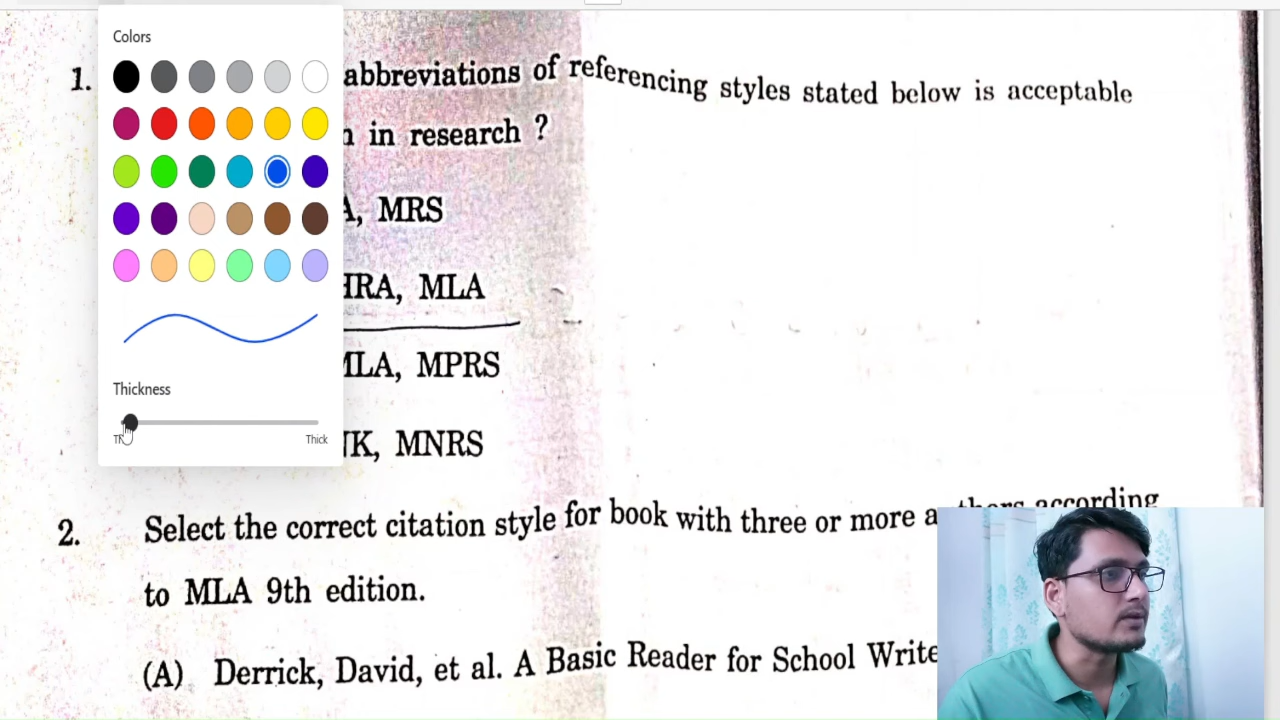 Colors
1. abbreviations of referencing styles stated below is acceptable
in research ?
A, MRS
HRA, MLA
MLA, MPRS
NK, MNRS
Thickness
Thick
2. Select the correct citation style for book with three or more according
to MLA 9th edition.
(A) Derrick, David, et al. A Basic Reader for School